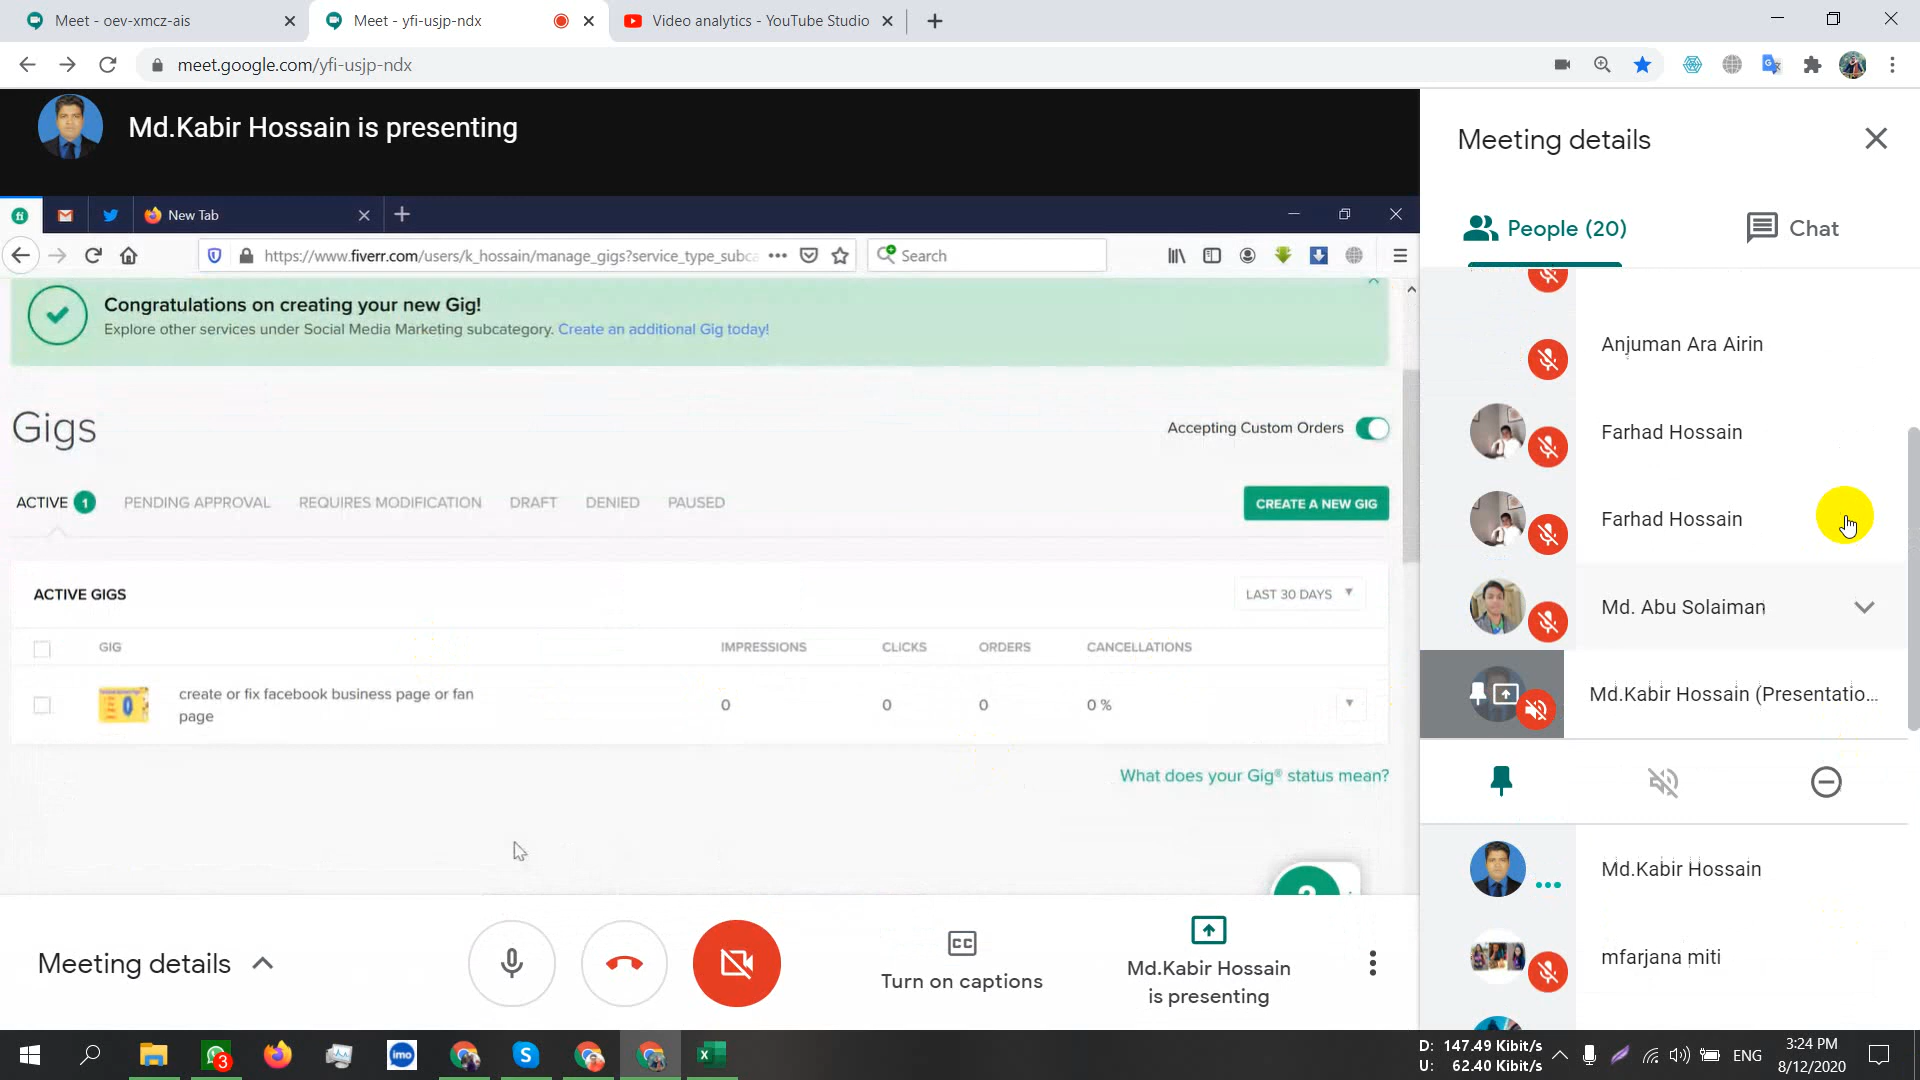 Meet - oev-xmcz-ais
Meet - yfi-usjp-ndx
Video analytics - YouTube Studio
meet.google.com/yfi-usjp-ndx
Md.Kabir Hossain is presenting
New Tab
https://www.fiverr.com/users/k_hossain/manage_gigs?service_type_subca
Search
Congratulations on creating your new Gig!
Explore other services under Social Media Marketing subcategory. Create an additional Gig today!
Gigs
Accepting Custom Orders
ACTIVE 1 PENDING APPROVAL REQUIRES MODIFICATION DRAFT DENIED PAUSED
CREATE A NEW GIG
ACTIVE GIGS
LAST 30 DAYS
GIG IMPRESSIONS CLICKS ORDERS CANCELLATIONS
create or fix facebook business page or fan
page
0 0 0 0 %
What does your Gig® status mean?
Meeting details
CC
Turn on captions
Md.Kabir Hossain
is presenting
Meeting details
People (20)
Chat
Anjuman Ara Airin
Farhad Hossain
Farhad Hossain
Md. Abu Solaiman
Md.Kabir Hossain (Presentatio...
Md.Kabir Hossain
mfarjana miti
3
imo
D: 147.49 Kibit/s
U: 62.40 Kibit/s
ENG
3:24 PM
8/12/2020